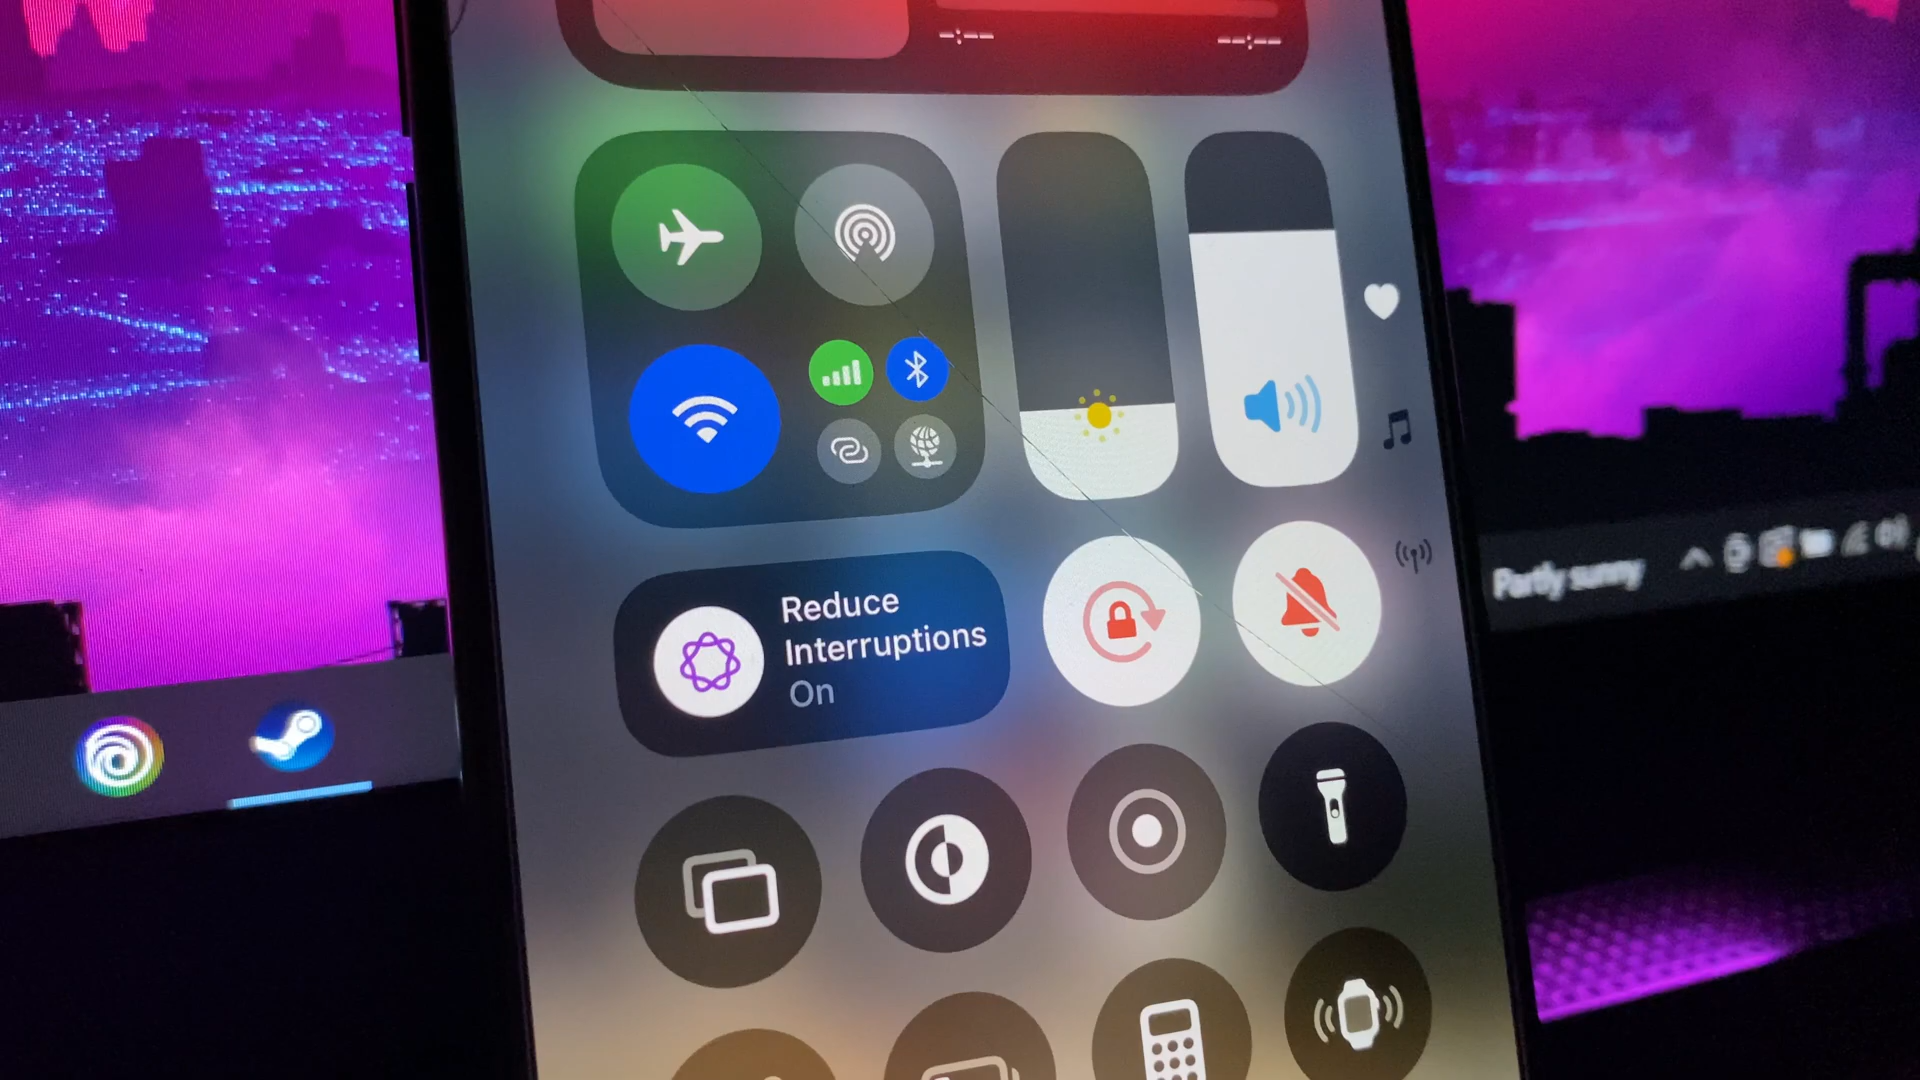 --:--
--:--
Reduce
Interruptions
On
Partly sunny